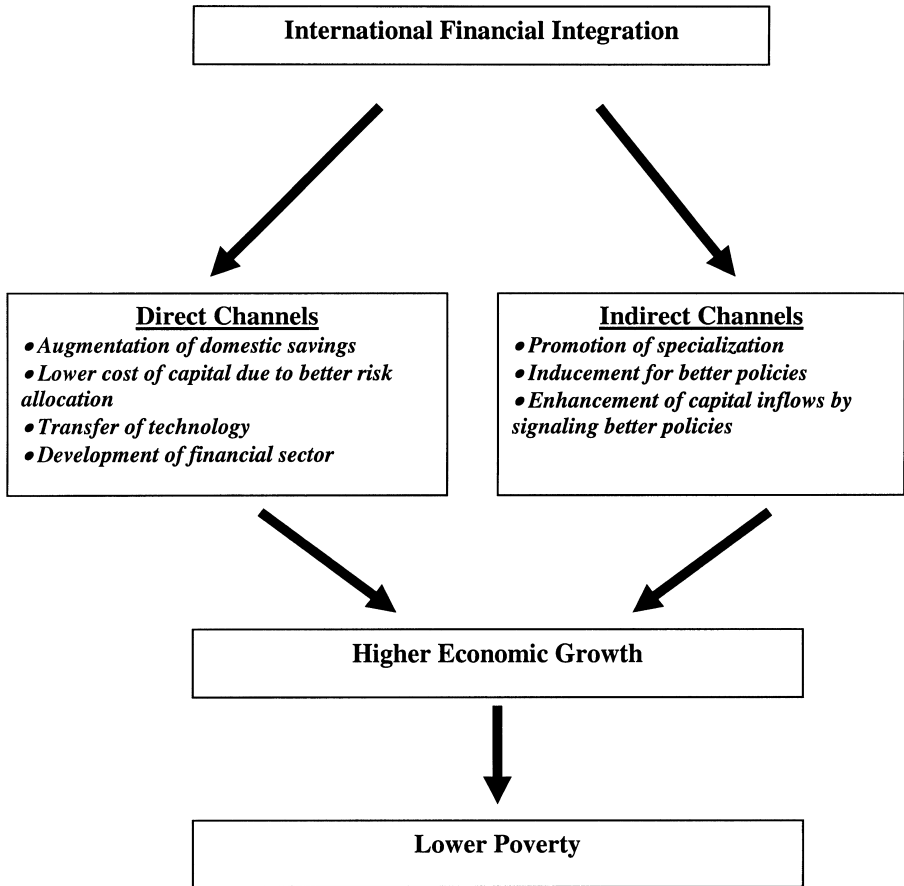 International Financial Integration
Direct Channels
● Augmentation of domestic savings
● Lower cost of capital due to better risk
allocation
● Transfer of technology
● Development of financial sector
Indirect Channels
● Promotion of specialization
● Inducement for better policies
● Enhancement of capital inflows by
signaling better policies
Higher Economic Growth
Lower Poverty